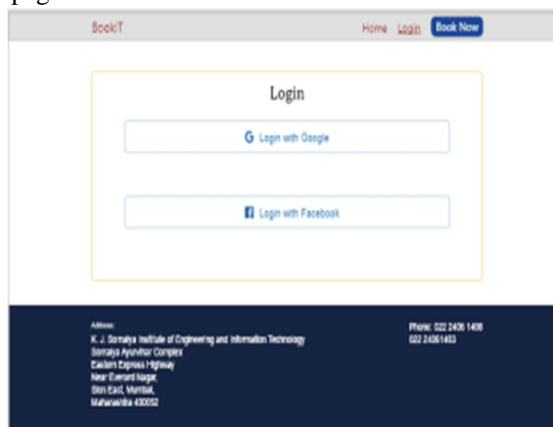 pag
BookIT
Home Login Book Now
Login
G Login with Google
Login with Facebook
Address:
K. J. Somaiya Institute of Engineering and Information Technology
Somaiya Ayurvihar Complex
Eastern Express Highway
Near Everard Nagar,
Sion East, Mumbai,
Maharashtra 400052
Phone: 022 2406 1408
022 24061403